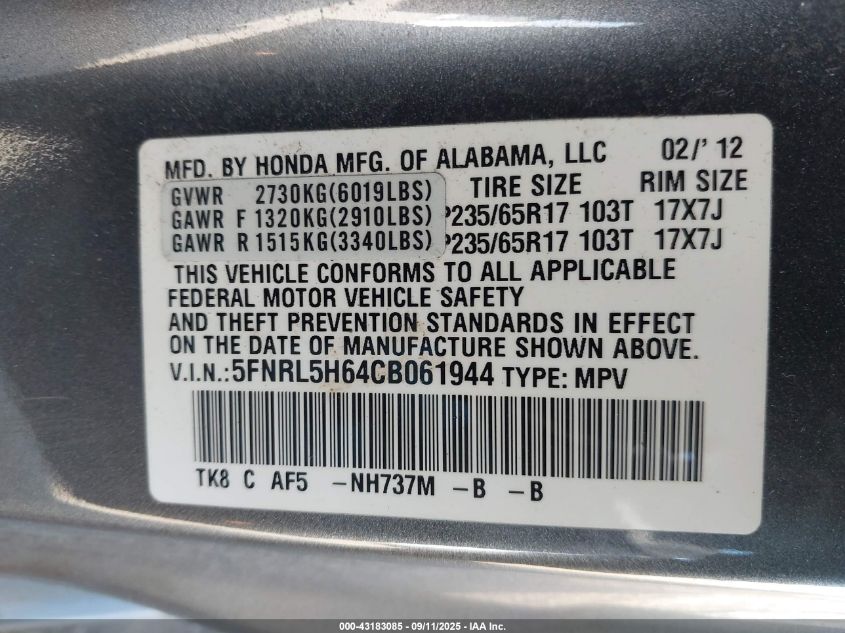 MFD. BY HONDA MFG. OF ALABAMA, LLC 02/' 12
GVWR 2730KG(6019LBS) TIRE SIZE RIM SIZE
GAWR F 1320KG(2910LBS) P235/65R17 103T 17X7J
GAWR R 1515KG(3340LBS) P235/65R17 103T 17X7J
THIS VEHICLE CONFORMS TO ALL APPLICABLE
FEDERAL MOTOR VEHICLE SAFETY
AND THEFT PREVENTION STANDARDS IN EFFECT
ON THE DATE OF MANUFACTURE SHOWN ABOVE.
V.I.N.:5FNRL5H64CB061944 TYPE: MPV
TK8 C AF5 -NH737M -B -B
000-43183085 - 09/11/2025 - IAA Inc.